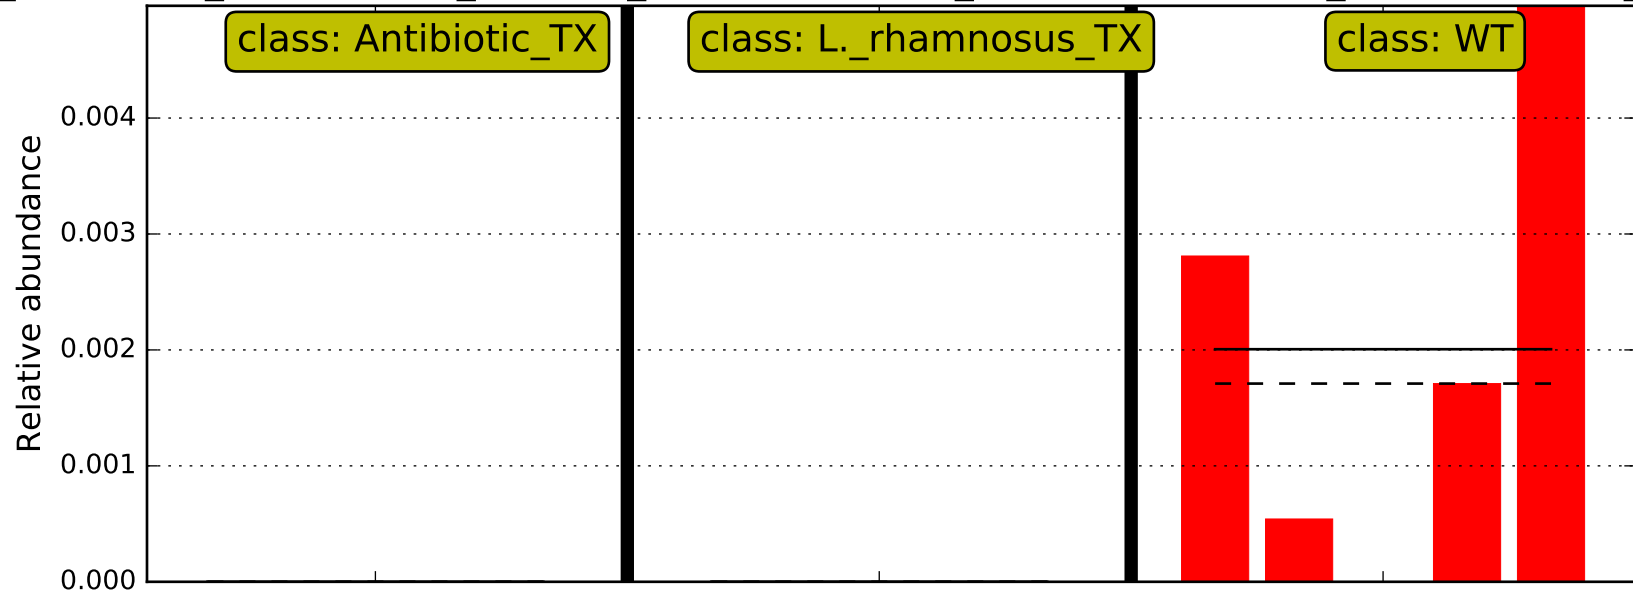 class: Antibiotic_TX
class: L._rhamnosus_TX
class: WT
Relative abundance
0.004
0.003
0.002
0.001
0.000